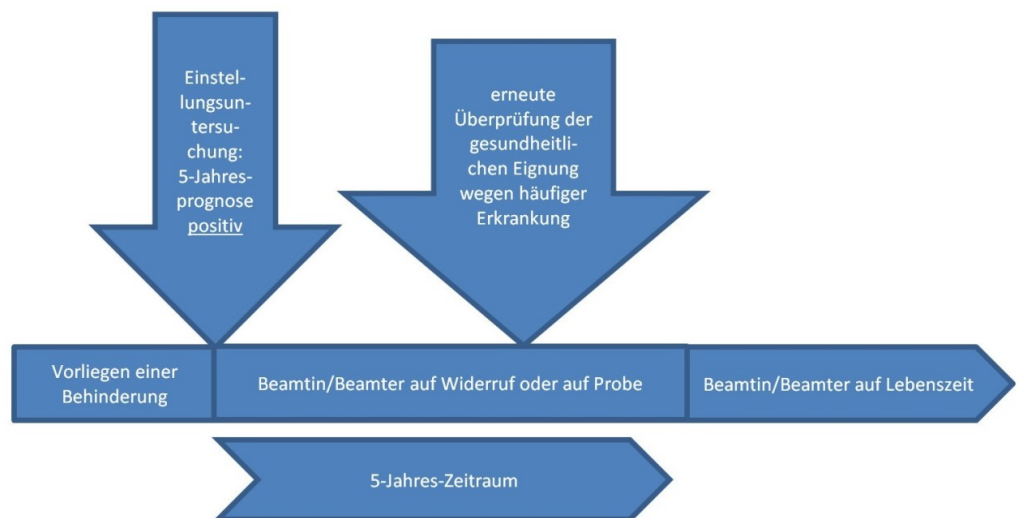 Einstel-
lungsun-
tersu-
chung:
5-Jahres-
prognose
positiv
erneute
Überprüfung der
gesundheitli-
chen Eignung
wegen häufiger
Erkrankung
Vorliegen einer
Behinderung
Beamtin/Beamter auf Widerruf oder auf Probe
Beamtin/Beamter auf Lebenszeit
5-Jahres-Zeitraum